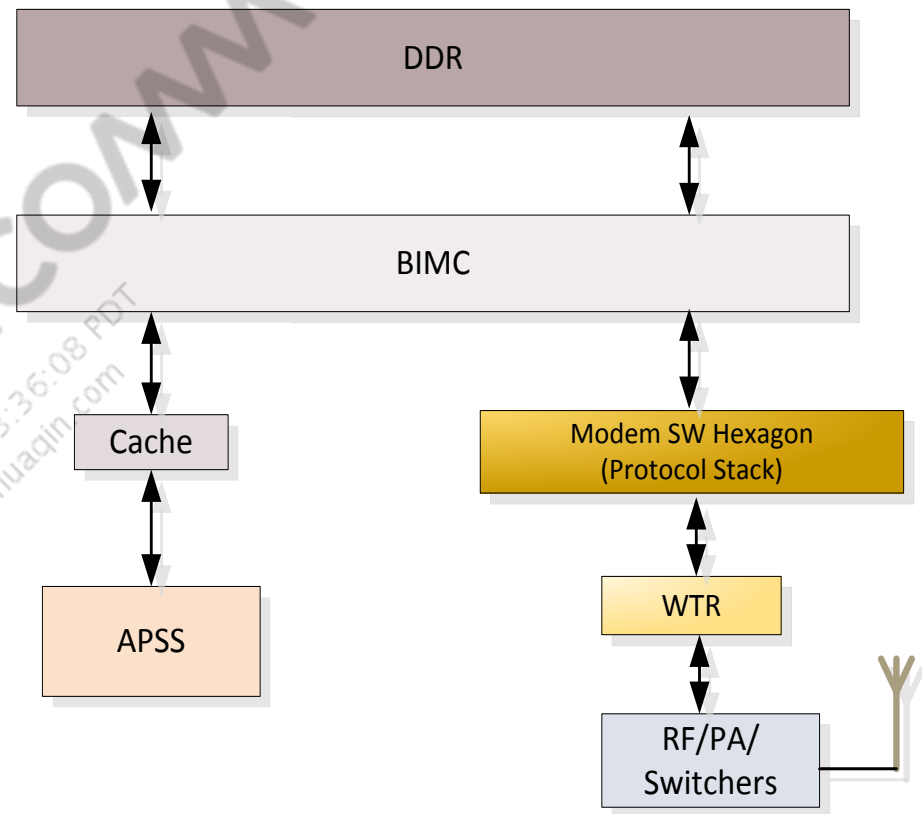 DDR
BIMC
Cache
Modem SW Hexagon
(Protocol Stack)
APSS
WTR
RF/PA/
Switchers